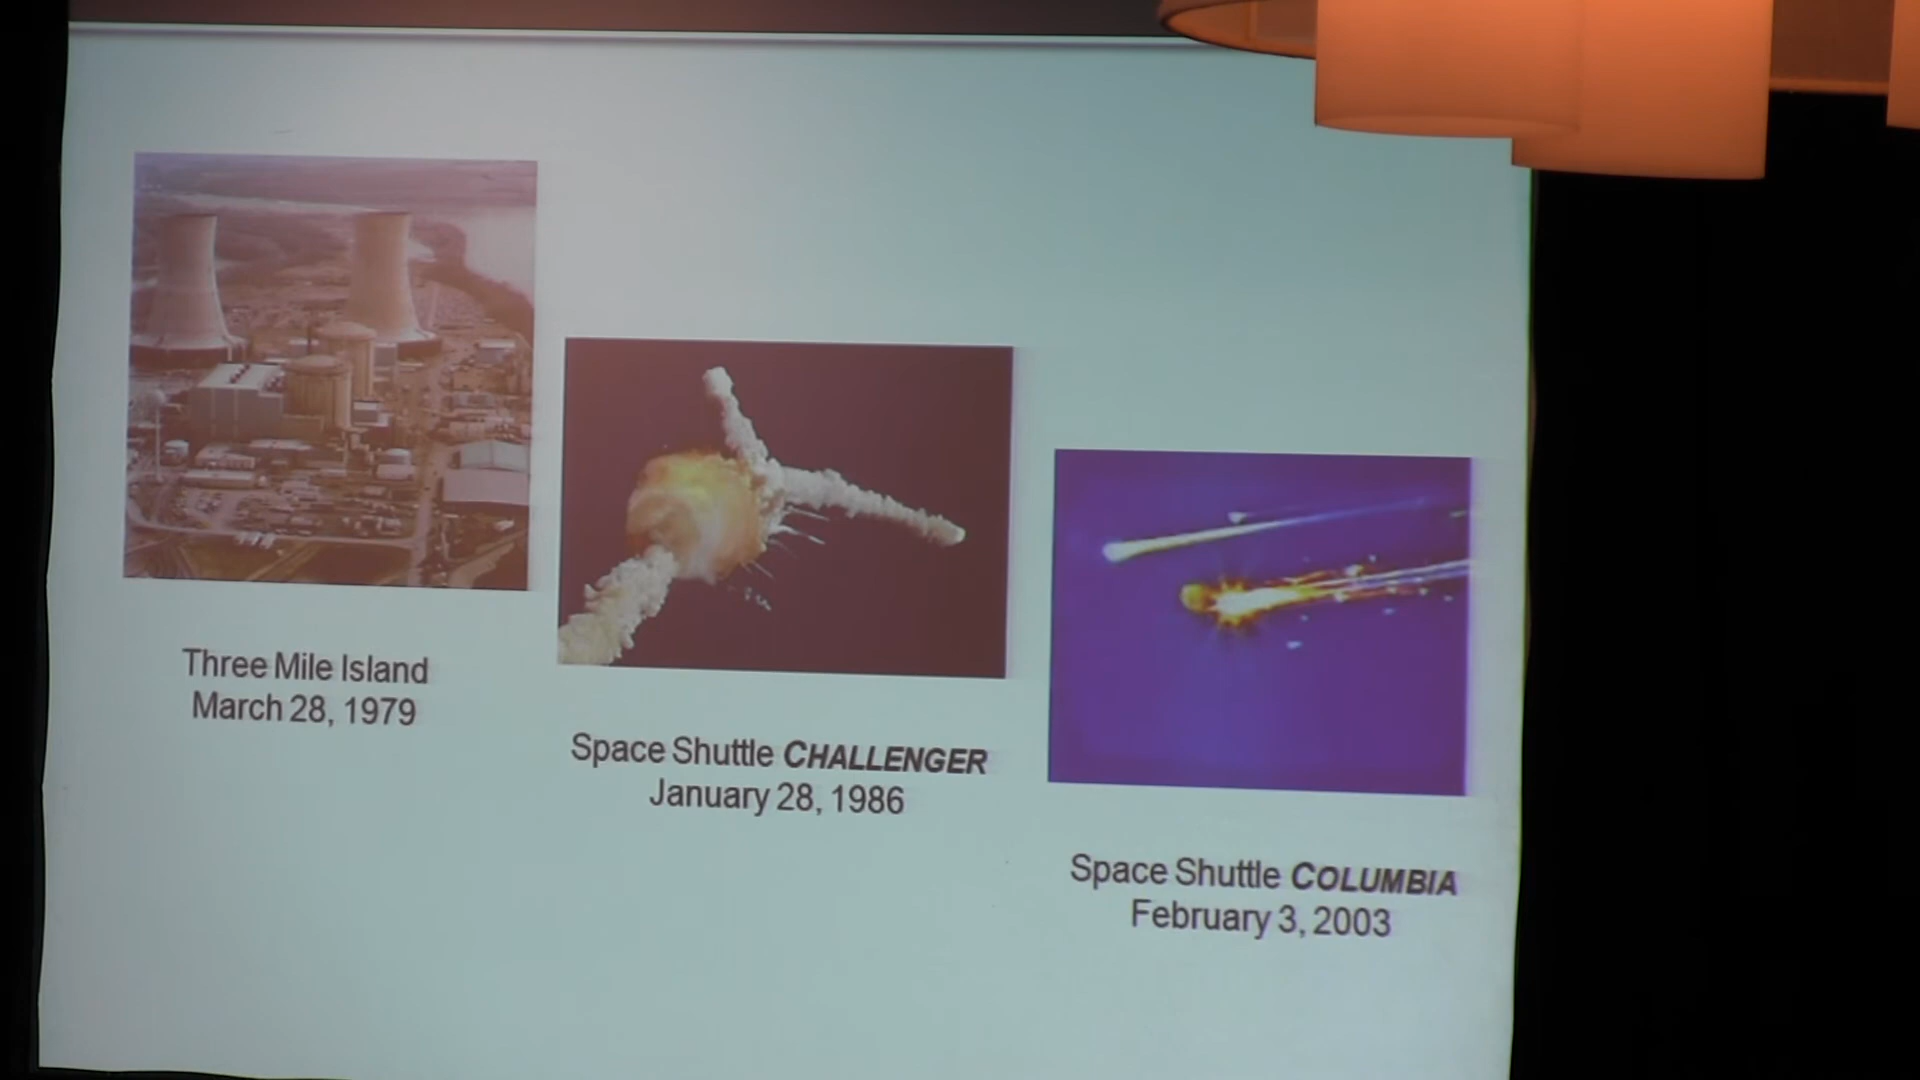 Three Mile Island
March 28, 1979
Space Shuttle CHALLENGER
January 28, 1986
Space Shuttle COLUMBIA
February 3, 2003